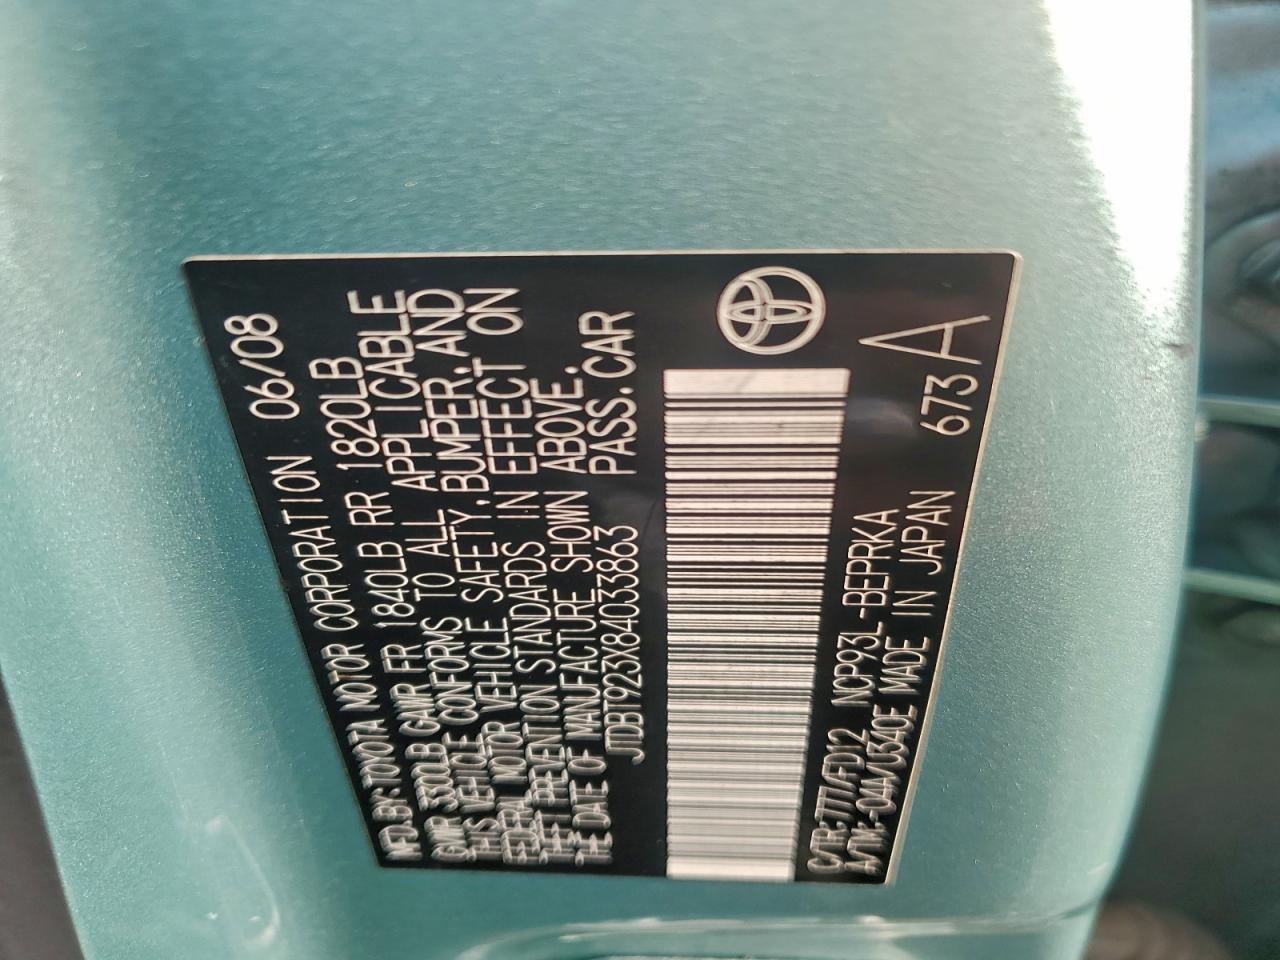 MFD.BY:TOYOTA MOTOR CORPORATION 06/08
GVWR 3300LB GAWR FR 1840LB RR 1820LB
THIS VEHICLE CONFORMS TO ALL APPLICABLE
FEDERAL MOTOR VEHICLE SAFETY,BUMPER,AND
THEFT PREVENTION STANDARDS IN EFFECT ON
THE DATE OF MANUFACTURE SHOWN ABOVE.
JTDBT923X84033863 PASS.CAR
C/TR:777/FD12 NCP93L-BEPRKA
A/TM:-04A/U340E MADE IN JAPAN
673A